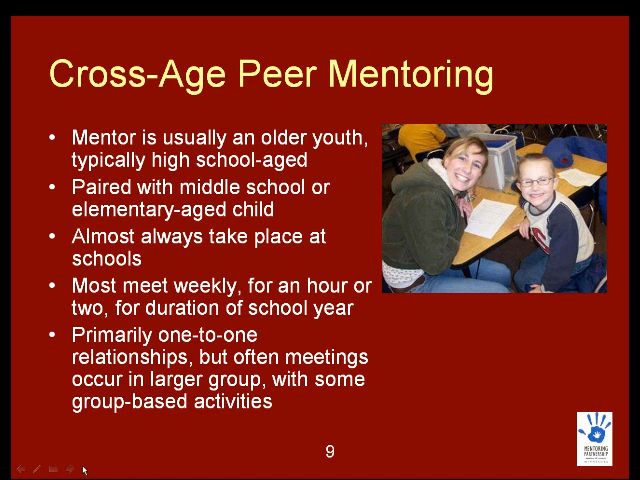 Cross-Age Peer Mentoring
• Mentor is usually an older youth,
typically high school-aged
• Paired with middle school or
elementary-aged child
• Almost always take place at
schools
• Most meet weekly, for an hour or
two, for duration of school year
• Primarily one-to-one
relationships, but often meetings
occur in larger group, with some
group-based activities
9
MENTORING
PARTNERSHIP